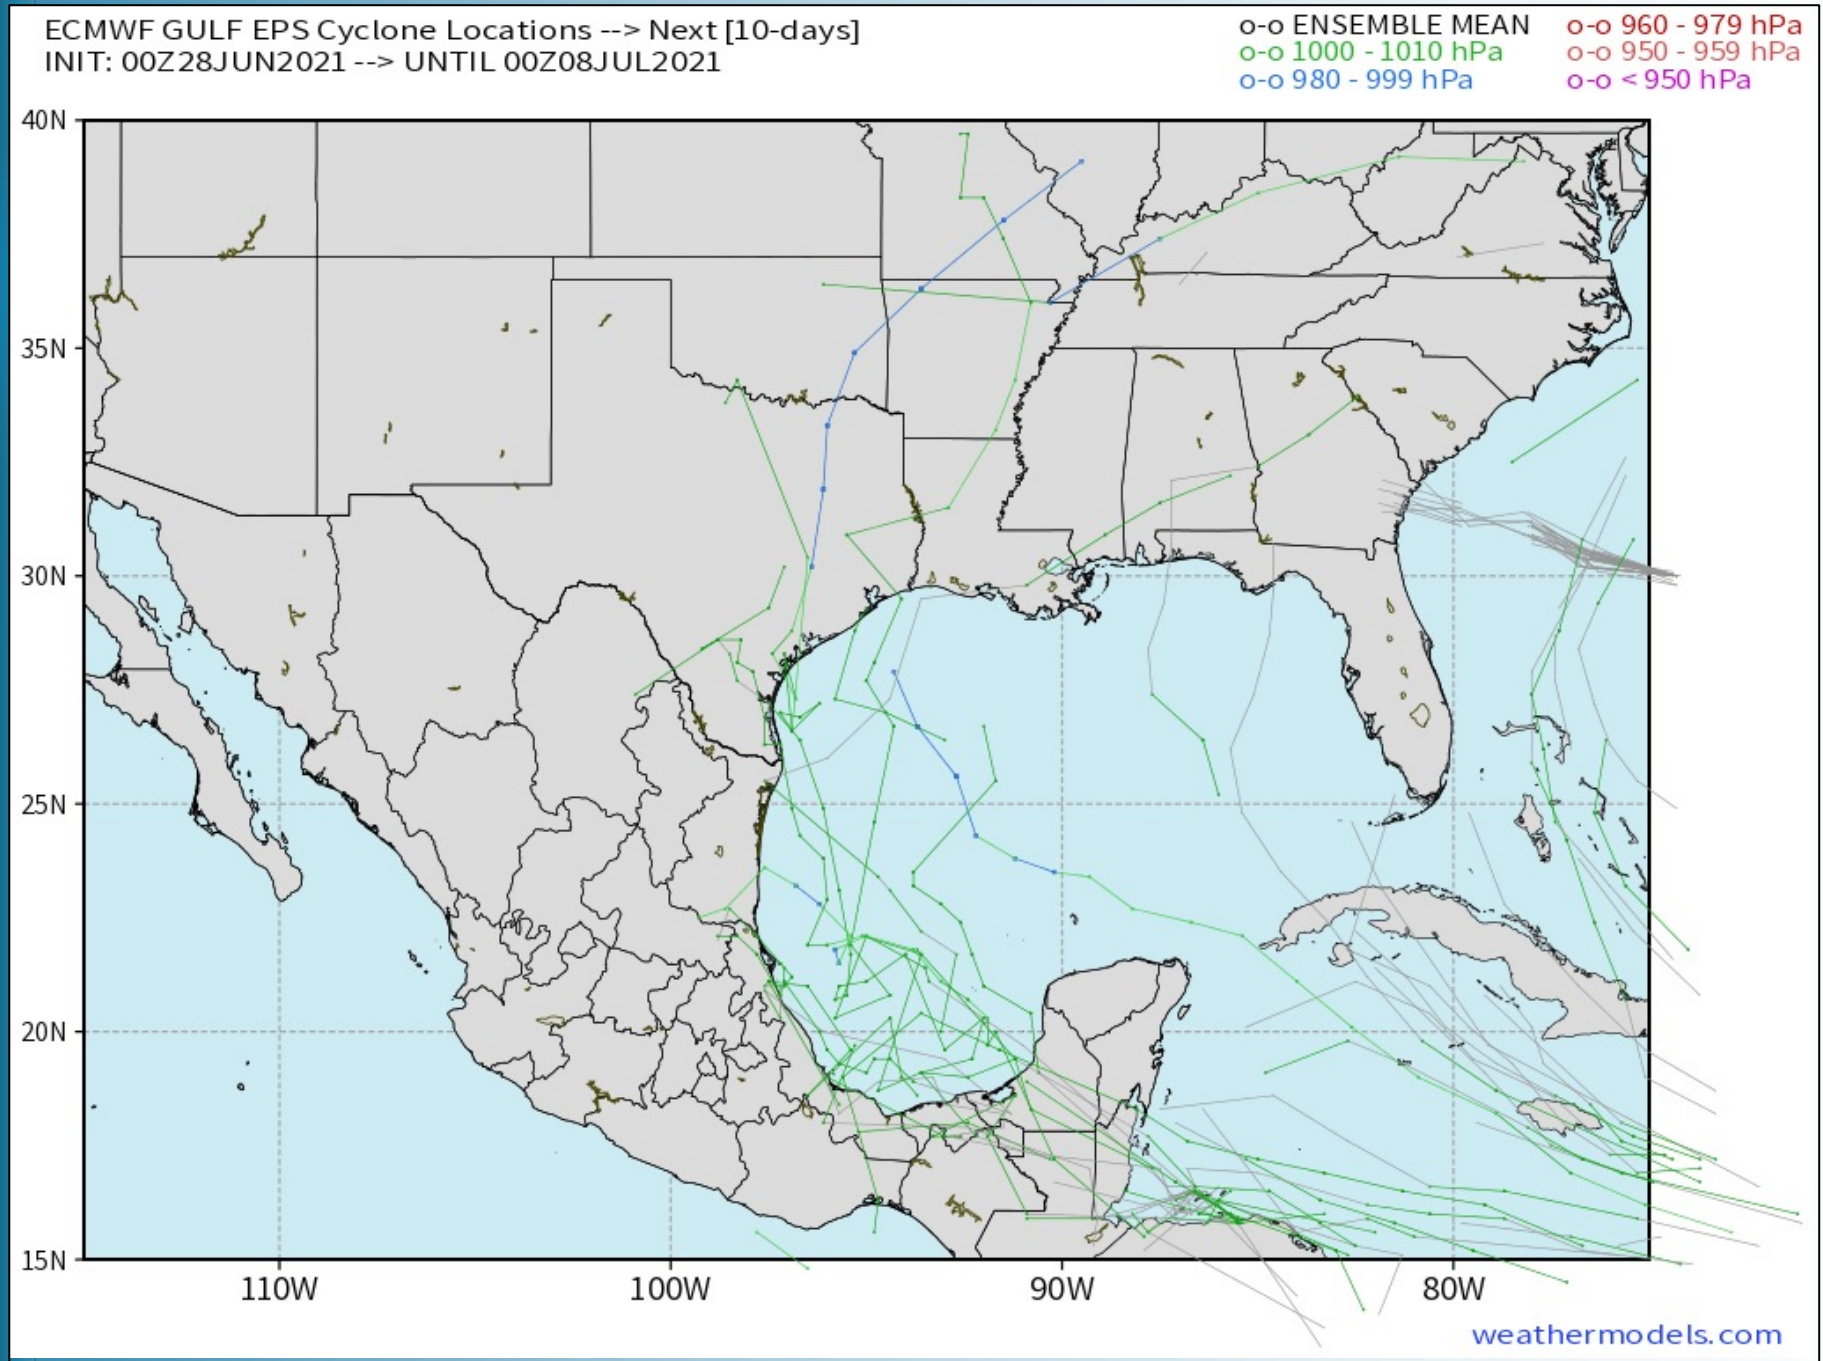 ECMWF GULF EPS Cyclone Locations --> Next [10-days]
INIT: 00Z28JUN2021 --> UNTIL 00Z08JUL2021
o-o ENSEMBLE MEAN
o-o 1000 - 1010 hPa
o-o 980 - 999 hPa
o-o 960 - 979 hPa
o-o 950 - 959 hPa
o-o < 950 hPa
40N
35N
30N
25N
20N
15N
110W
100W
90W
80W
weathermodels.com